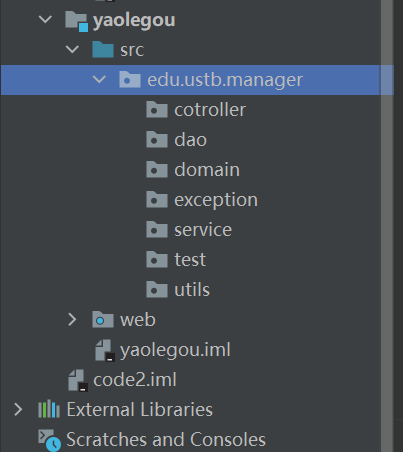 yaolegou
src
edu.ustb.manager
cotroller
dao
domain
exception
service
test
utils
web
yaolegou.iml
code2.iml
External Libraries
Scratches and Consoles